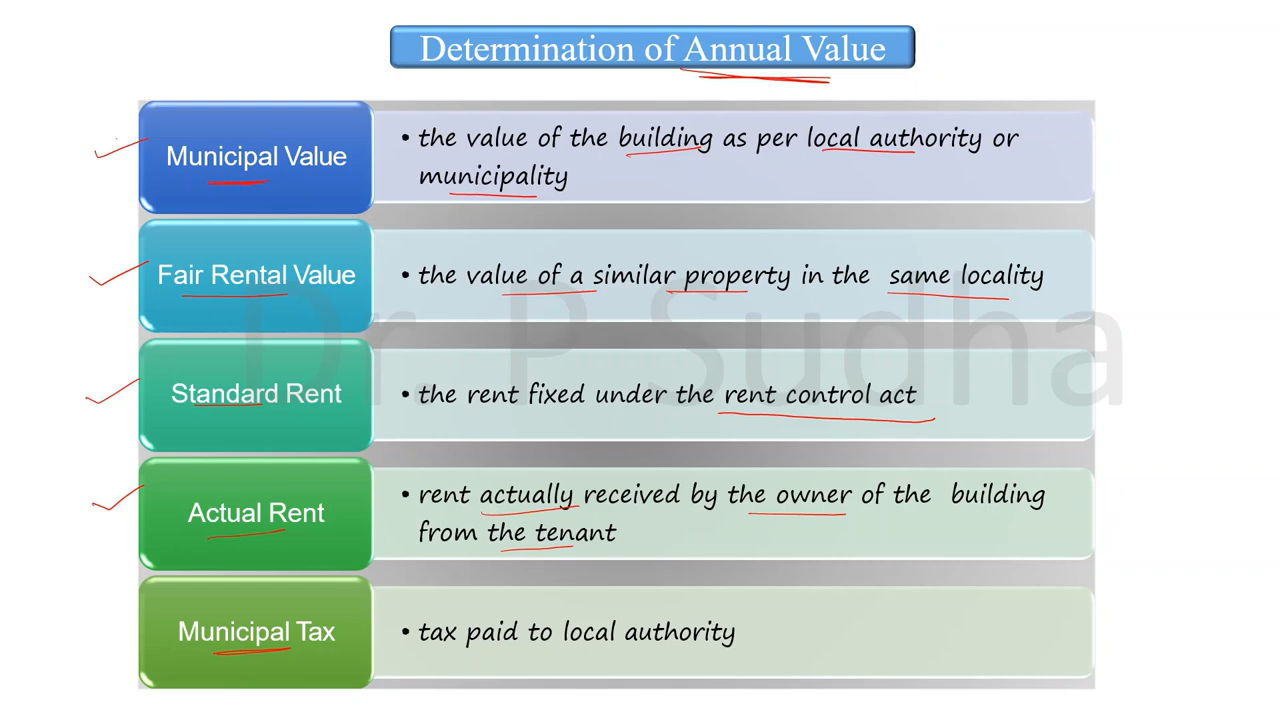 Determination of Annual Value
Municipal Value
• the value of the building as per local authority or
municipality
Fair Rental Value
• the value of a similar property in the same locality
Standard Rent
• the rent fixed under the rent control act
Actual Rent
• rent actually received by the owner of the building
from the tenant
Municipal Tax
• tax paid to local authority
Dr. P Sudha